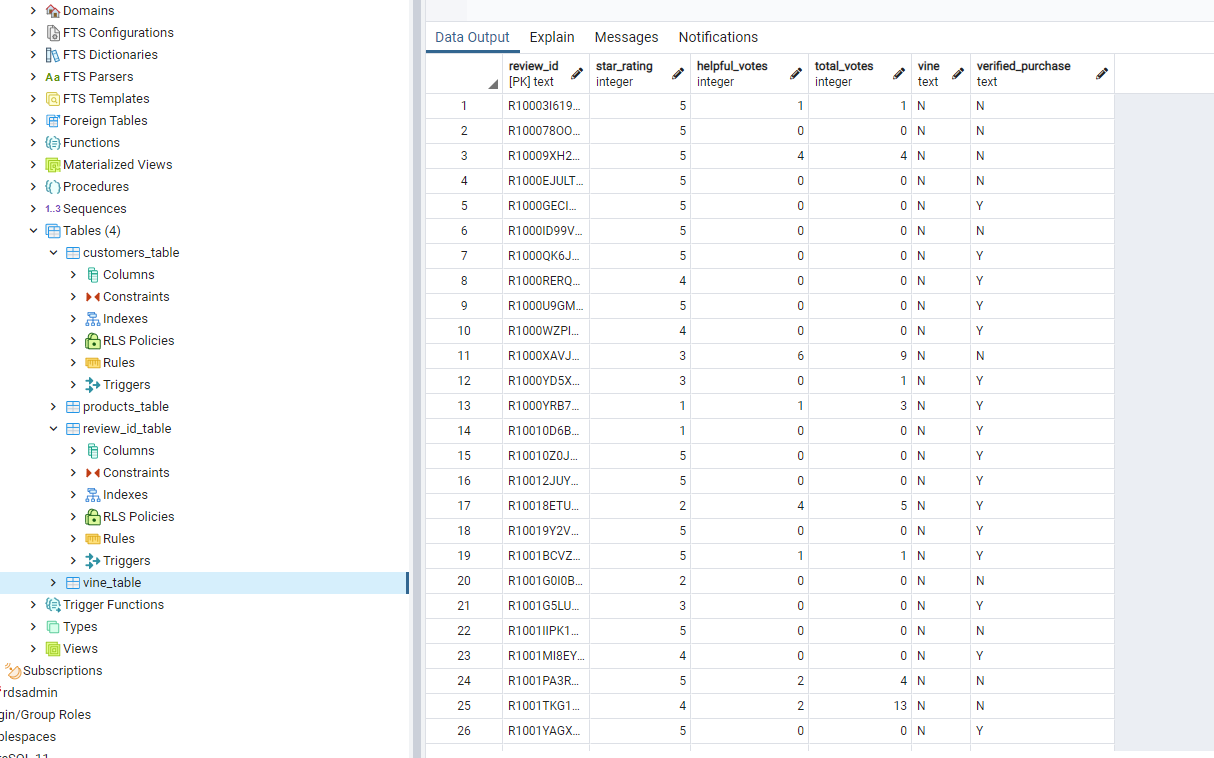 Domains
FTS Configurations
FTS Dictionaries
Aa FTS Parsers
FTS Templates
Foreign Tables
Functions
Materialized Views
Procedures
1..3 Sequences
Tables (4)
customers_table
Columns
Constraints
Indexes
RLS Policies
Rules
Triggers
products_table
review_id_table
Columns
Constraints
Indexes
RLS Policies
Rules
Triggers
vine_table
Trigger Functions
Types
Views
Subscriptions
rdsadmin
gin/Group Roles
blespaces
Data Output Explain Messages Notifications
review_id star_rating helpful_votes total_votes vine verified_purchase
[PK] text integer integer integer text text
1 R10003I619... 5 1 1 N N
2 R100078OO... 5 0 0 N N
3 R10009XH2... 5 4 4 N N
4 R1000EJULT... 5 0 0 N N
5 R1000GECI... 5 0 0 N Y
6 R1000ID99V... 5 0 0 N N
7 R1000QK6J... 5 0 0 N Y
8 R1000RERQ... 4 0 0 N Y
9 R1000U9GM... 5 0 0 N Y
10 R1000WZPI... 4 0 0 N Y
11 R1000XAVJ... 3 6 9 N N
12 R1000YD5X... 3 0 1 N Y
13 R1000YRB7... 1 1 3 N Y
14 R10010D6B... 1 0 0 N Y
15 R10010Z0J... 5 0 0 N Y
16 R10012JUY... 5 0 0 N Y
17 R10018ETU... 2 4 5 N Y
18 R10019Y2V... 5 0 0 N Y
19 R1001BCVZ... 5 1 1 N Y
20 R1001G0I0B... 2 0 0 N N
21 R1001G5LU... 3 0 0 N Y
22 R1001IIPK1... 5 0 0 N N
23 R1001MI8EY... 4 0 0 N Y
24 R1001PA3R... 5 2 4 N N
25 R1001TKG1... 4 2 13 N N
26 R1001YAGX... 5 0 0 N Y